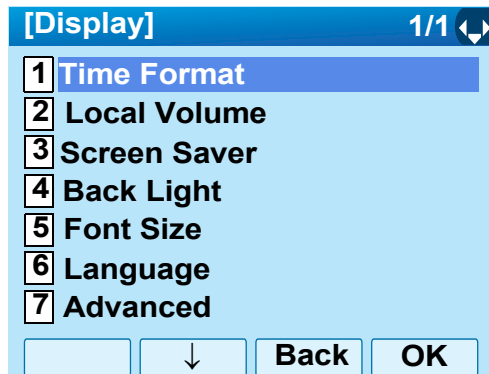 [Display] 1/1
1 Time Format
2 Local Volume
3 Screen Saver
4 Back Light
5 Font Size
6 Language
7 Advanced
↓ Back OK